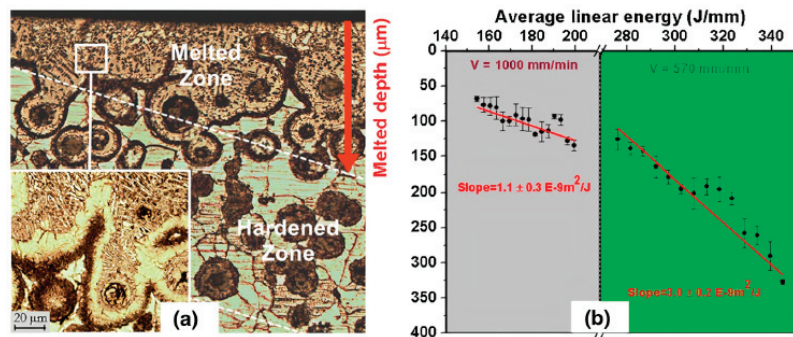 Melted
Zone
Hardened
Zone
20 µm
(a)
Melted depth (µm)
Average linear energy (J/mm)
140 160 180 200 280 300 320 340
0
50
100
150
200
250
300
350
400
V = 1000 mm/min
V = 570 mm/min
Slope=1.1 ± 0.3 E-9m²/J
E-9m²/J
(b)